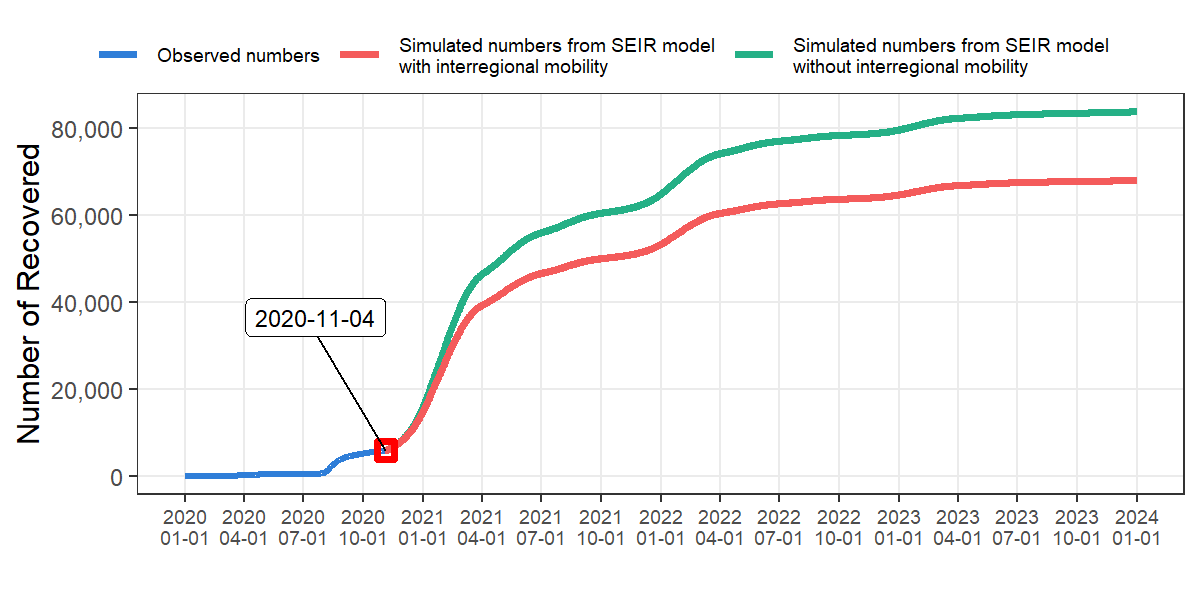 Observed numbers
Simulated numbers from SEIR model
with interregional mobility
Simulated numbers from SEIR model
without interregional mobility
Number of Recovered
80,000
60,000
40,000
20,000
0
2020-11-04
2020 2020 2020 2020 2021 2021 2021 2021 2022 2022 2022 2022 2023 2023 2023 2023 2024
01-01 04-01 07-01 10-01 01-01 04-01 07-01 10-01 01-01 04-01 07-01 10-01 01-01 04-01 07-01 10-01 01-01